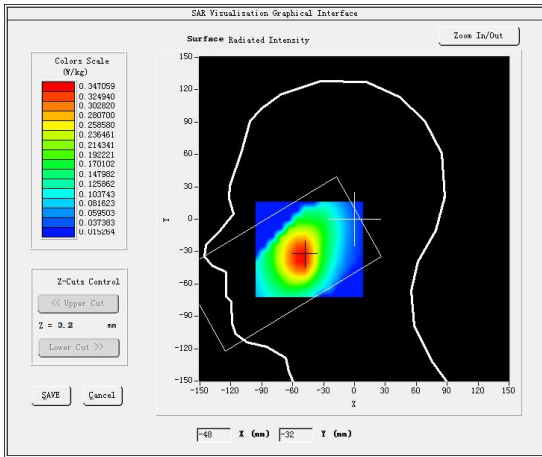 SAR Visualisation Graphical Interface
Surface Radiated Intensity
Zoom In/Out
Colors Scale
(W/kg)
0.347059
0.324940
0.302820
0.280700
0.258580
0.236461
0.214341
0.192221
0.170102
0.147982
0.125862
0.103743
0.081623
0.059503
0.037383
0.015264
Z-Cuts Control
<< Upper Cut
Z = 0.2 mm
Lower Cut >>
SAVE Cancel
150
120
90
60
30
0
-30
-60
-90
-120
-150
Y
-150 -120 -90 -60 -30 0 30 60 90 120 150
X
-48 X (mm) -32 Y (mm)